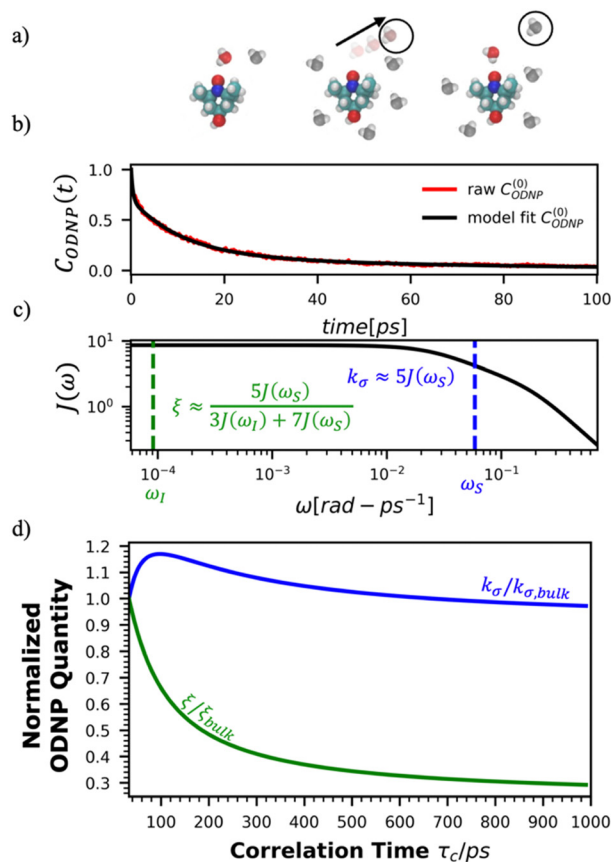 a)
b)
C_{ODNP}(t)
1.0
0.5
0.0
raw C_{ODNP}^{(0)}
model fit C_{ODNP}^{(0)}
0 20 40 60 80 100
time[ps]
c)
J(ω)
10^1
10^0
ξ ≈ 5J(ω_S) / 3J(ω_I) + 7J(ω_S)
k_σ ≈ 5J(ω_S)
10^{-4} 10^{-3} 10^{-2} 10^{-1}
ω_I ω_S
ω[rad − ps^{-1}]
d)
Normalized
ODNP Quantity
1.2
1.1
1.0
0.9
0.8
0.7
0.6
0.5
0.4
0.3
k_σ/k_{σ,bulk}
ξ/ξ_{bulk}
100 200 300 400 500 600 700 800 900 1000
Correlation Time τ_c/ps